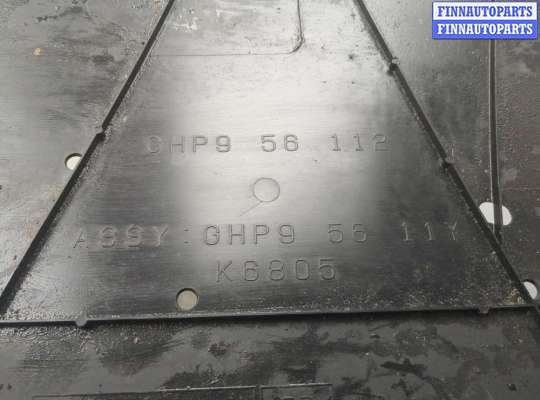 FINNAUTOPARTS
FINNAUTOPARTS
GHP9 56 112
ASSY:GHP9 56 11Y
K6805